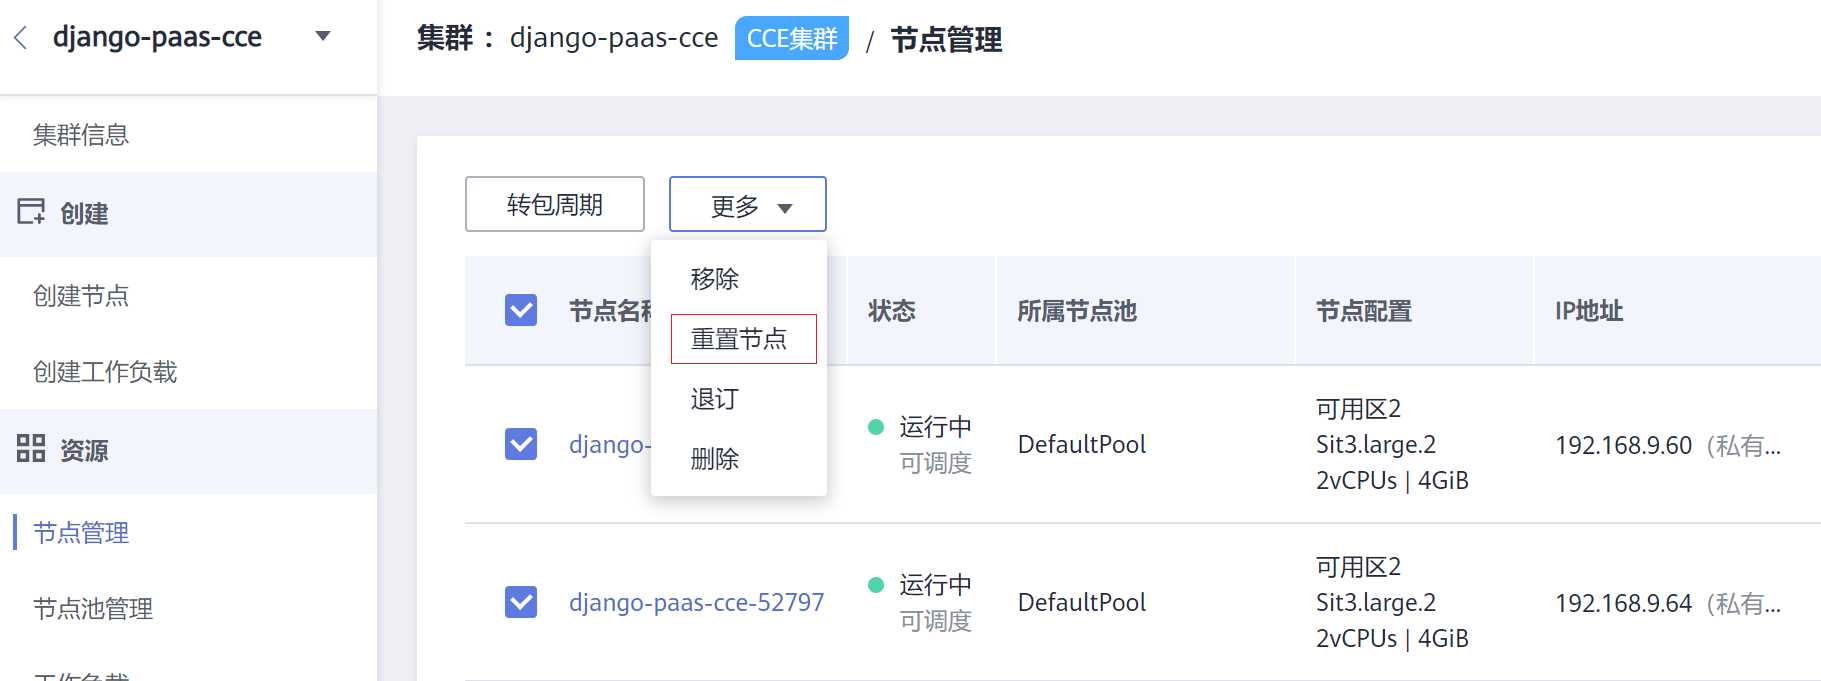 django-paas-cce
集群： django-paas-cce CCE集群 / 节点管理
集群信息
创建
创建节点
创建工作负载
资源
节点管理
节点池管理
转包周期
更多
移除
重置节点
退订
删除
节点名 状态 所属节点池 节点配置 IP地址
django- 运行中 可调度 DefaultPool 可用区2 Sit3.large.2 2vCPUs | 4GiB 192.168.9.60 (私有...
django-paas-cce-52797 运行中 可调度 DefaultPool 可用区2 Sit3.large.2 2vCPUs | 4GiB 192.168.9.64 (私有...